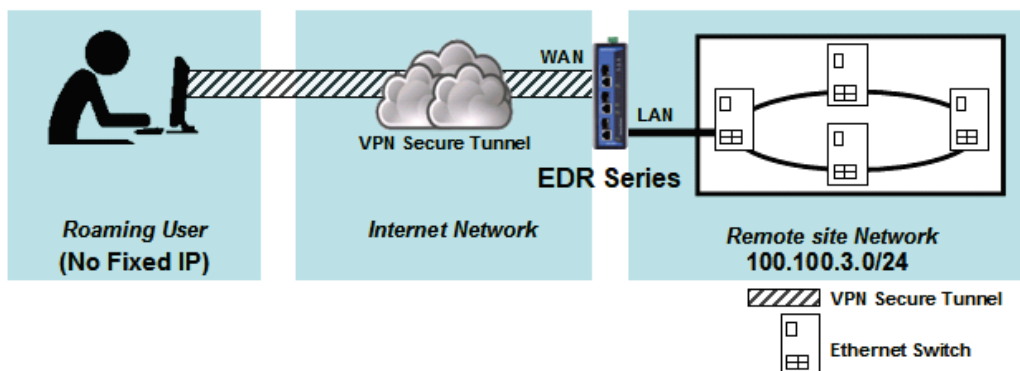 WAN
LAN
VPN Secure Tunnel
EDR Series
Roaming User
(No Fixed IP)
Internet Network
Remote site Network
100.100.3.0/24
VPN Secure Tunnel
Ethernet Switch